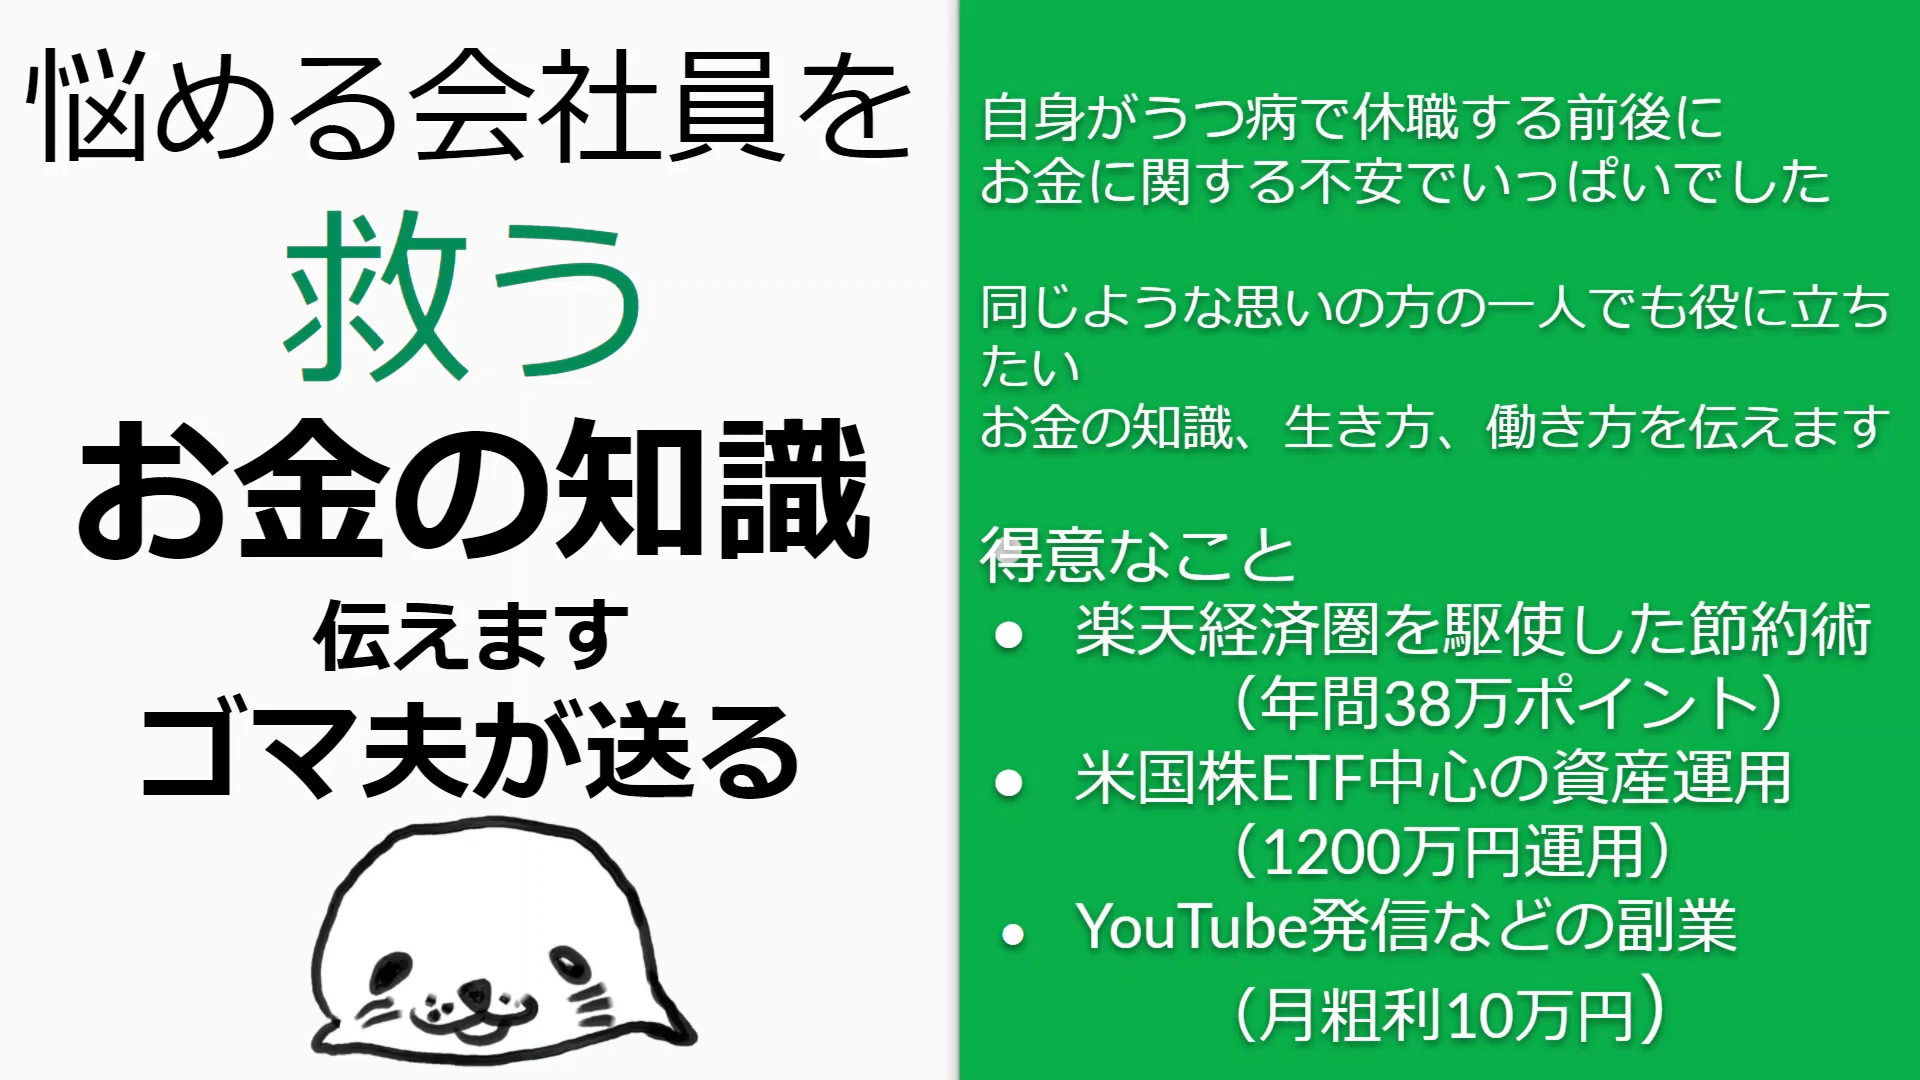 悩める会社員を
救う
お金の知識
伝えます
ゴマ夫が送る
自身がうつ病で休職する前後に
お金に関する不安でいっぱいでした
同じような思いの方の一人でも役に立ち
たい
お金の知識、生き方、働き方を伝えます
得意なこと
● 楽天経済圏を駆使した節約術
（年間38万ポイント）
● 米国株ETF中心の資産運用
（1200万円運用）
● YouTube発信などの副業
（月粗利10万円）